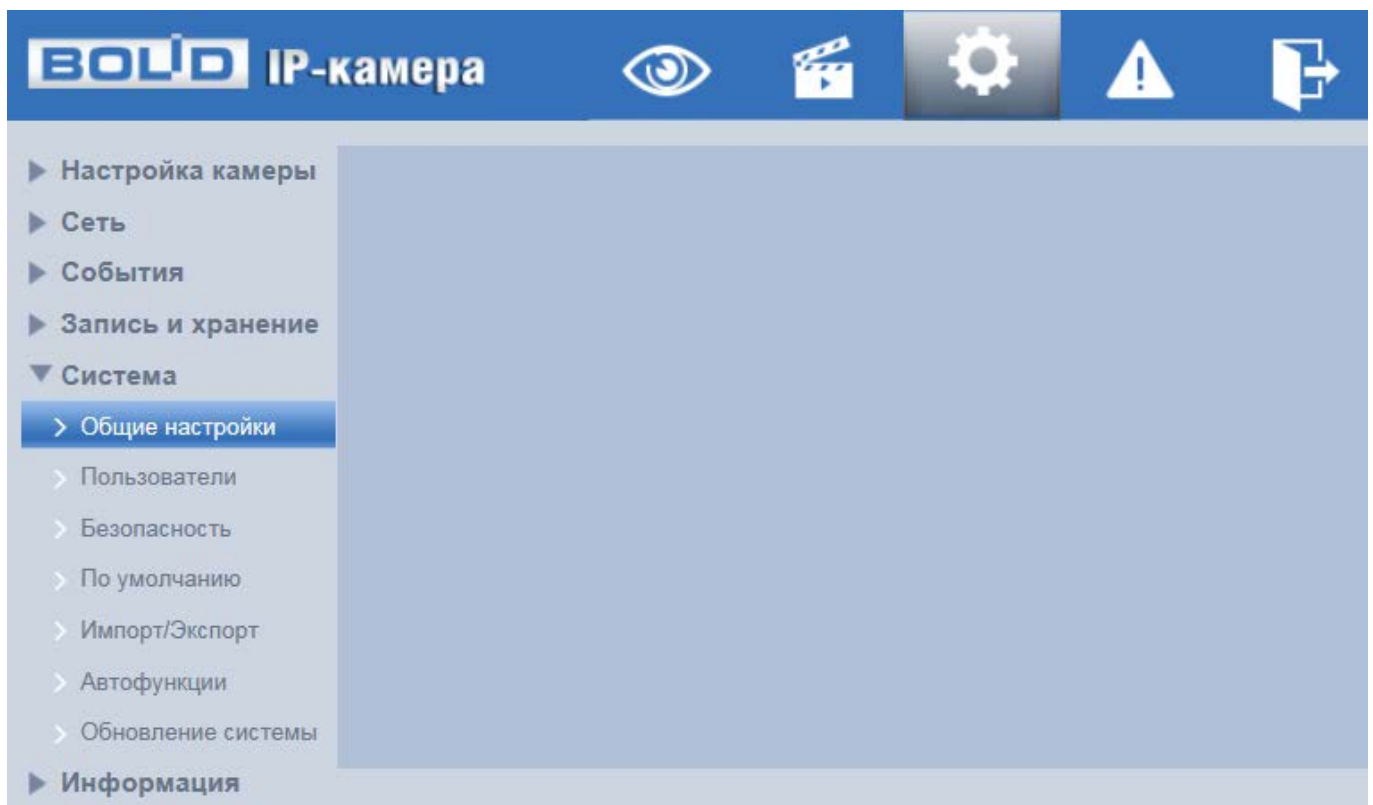 BOLID IP-камера
Настройка камеры
Сеть
События
Запись и хранение
Система
Общие настройки
Пользователи
Безопасность
По умолчанию
Импорт/Экспорт
Автофункции
Обновление системы
Информация